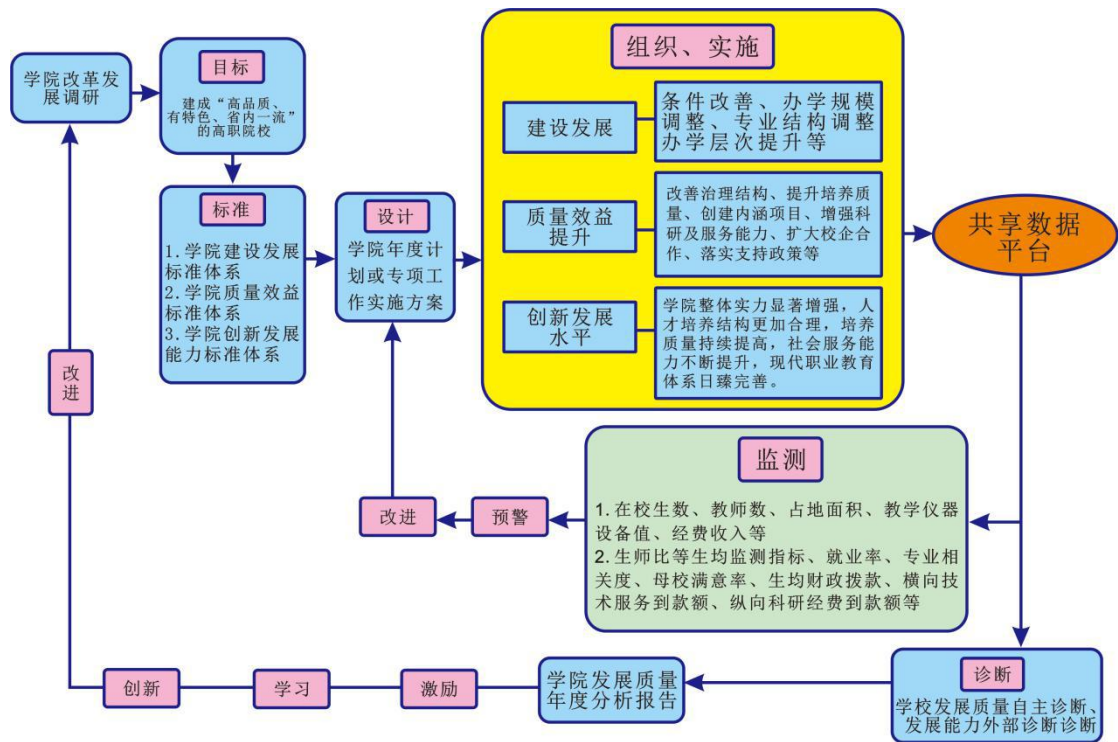 学院改革发
展调研
目标
建成“高品质、
有特色、省内一流”
的高职院校
标准
1.学院建设发展
标准体系
2.学院质量效益
标准体系
3.学院创新发展
能力标准体系
设计
学院年度计
划或专项工
作实施方案
组织、实施
建设发展
条件改善、办学规模
调整、专业结构调整
办学层次提升等
质量效益
提升
改善治理结构、提升培养质
量、创建内涵项目、增强科
研及服务能力、扩大校企合
作、落实支持政策等
创新发展
水平
学院整体实力显著增强，人
才培养结构更加合理，培养
质量持续提高，社会服务能
力不断提升，现代职业教育
体系日臻完善。
共享数据
平台
监测
1.在校生数、教师数、占地面积、教学仪器
设备值、经费收入等
2.生师比等生均监测指标、就业率、专业相
关度、母校满意率、生均财政拨款、横向技
术服务到款额、纵向科研经费到款额等
预警
改进
改
进
诊断
学校发展质量自主诊断、
发展能力外部诊断诊断
学院发展质量
年度分析报告
激励
学习
创新